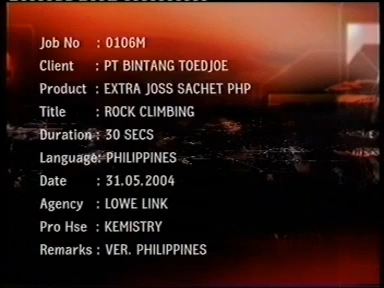 Job No : 0106M
Client : PT BINTANG TOEDJOE
Product : EXTRA JOSS SACHET PHP
Title : ROCK CLIMBING
Duration : 30 SECS
Language: PHILIPPINES
Date : 31.05.2004
Agency : LOWE LINK
Pro Hse : KEMISTRY
Remarks : VER. PHILIPPINES